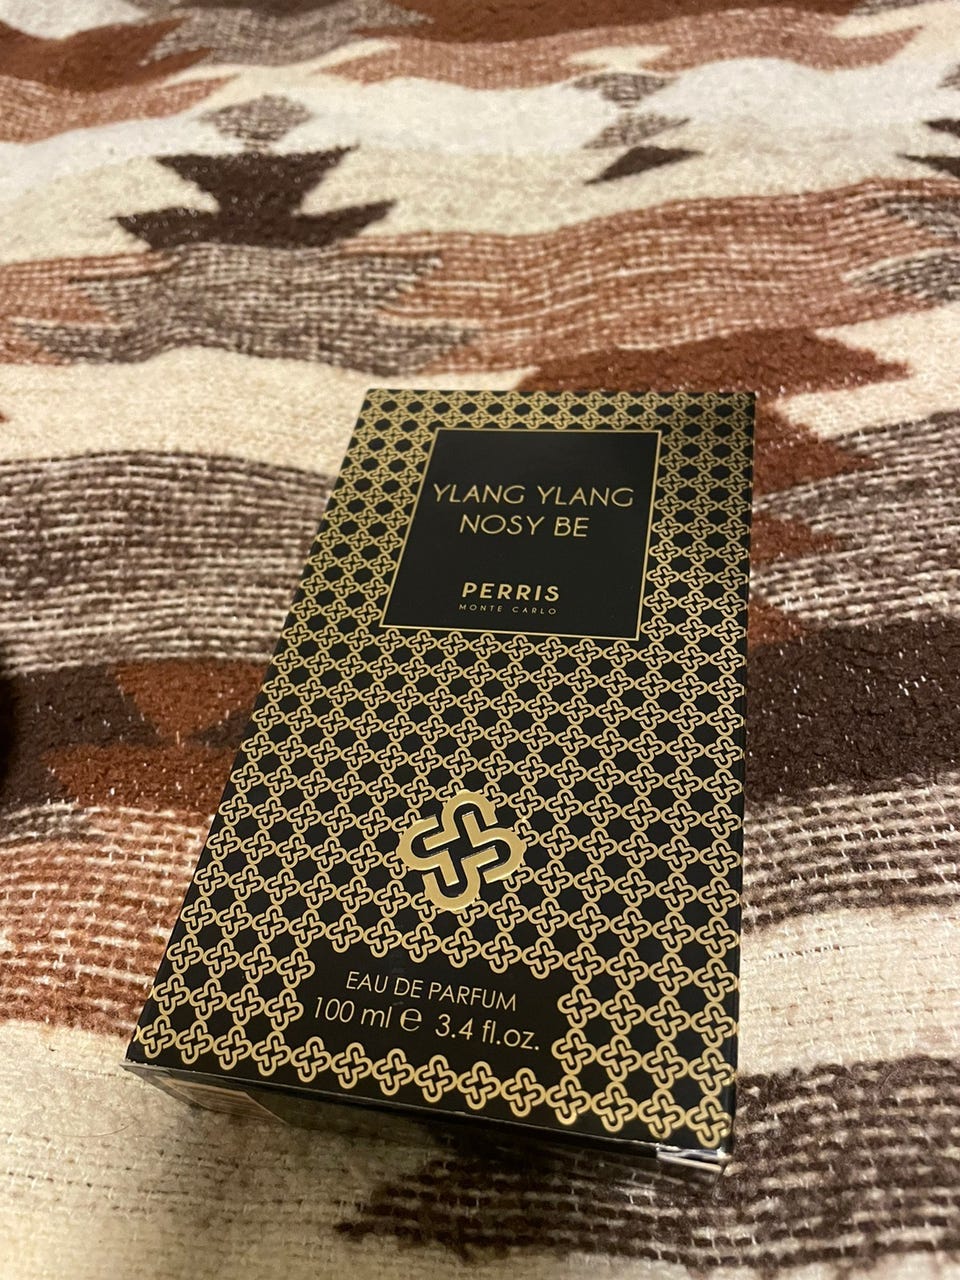 YLANG YLANG
NOSY BE
PERRIS
MONTE CARLO
EAU DE PARFUM
100 ml ℮ 3.4 fl.oz.